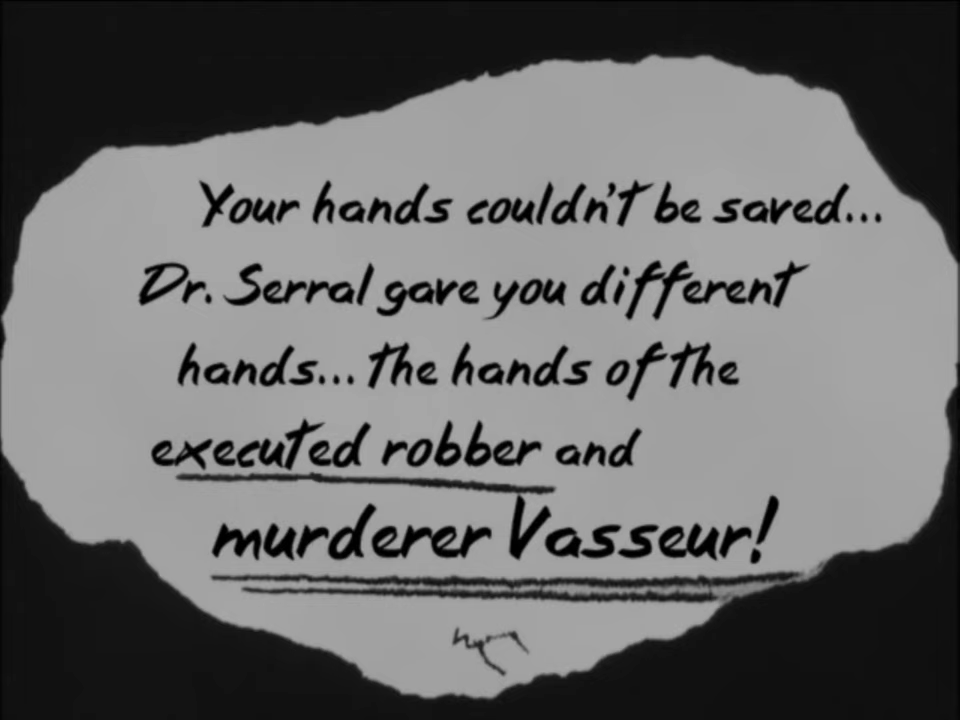 Your hands couldn't be saved...
Dr. Serral gave you different
hands... the hands of the
executed robber and
murderer Vasseur!